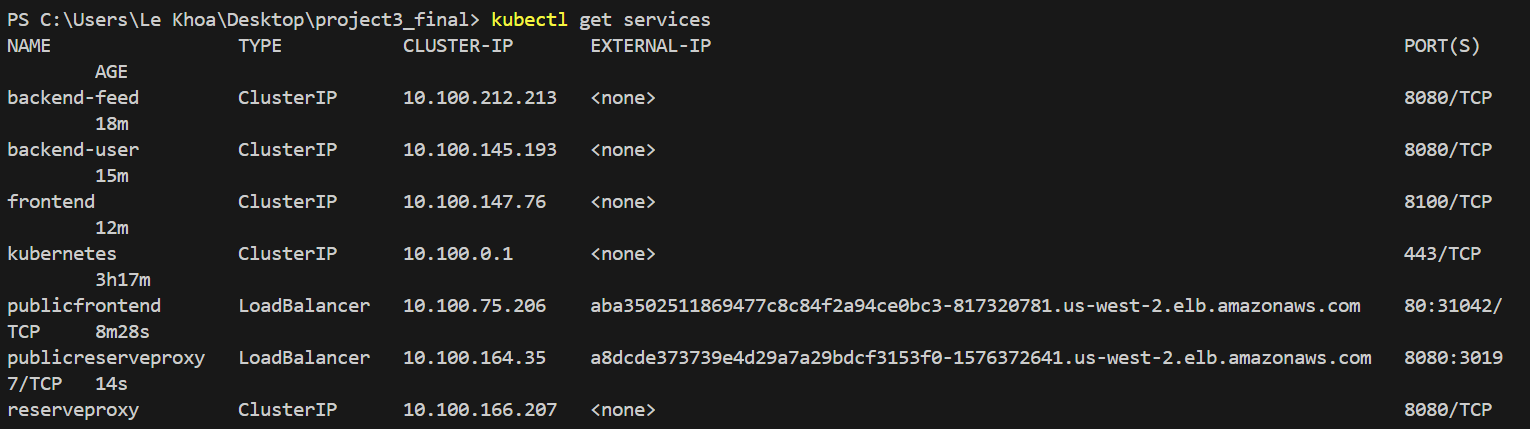 PS C:\Users\Le Khoa\Desktop\project3_final> kubectl get services
NAME TYPE CLUSTER-IP EXTERNAL-IP PORT(S)
AGE
backend-feed ClusterIP 10.100.212.213 <none> 8080/TCP
18m
backend-user ClusterIP 10.100.145.193 <none> 8080/TCP
15m
frontend ClusterIP 10.100.147.76 <none> 8100/TCP
12m
kubernetes ClusterIP 10.100.0.1 <none> 443/TCP
3h17m
publicfrontend LoadBalancer 10.100.75.206 aba3502511869477c8c84f2a94ce0bc3-817320781.us-west-2.elb.amazonaws.com 80:31042/
TCP 8m28s
publicreserveproxy LoadBalancer 10.100.164.35 a8dcde373739e4d29a7a29bdcf3153f0-1576372641.us-west-2.elb.amazonaws.com 8080:3019
7/TCP 14s
reserveproxy ClusterIP 10.100.166.207 <none> 8080/TCP